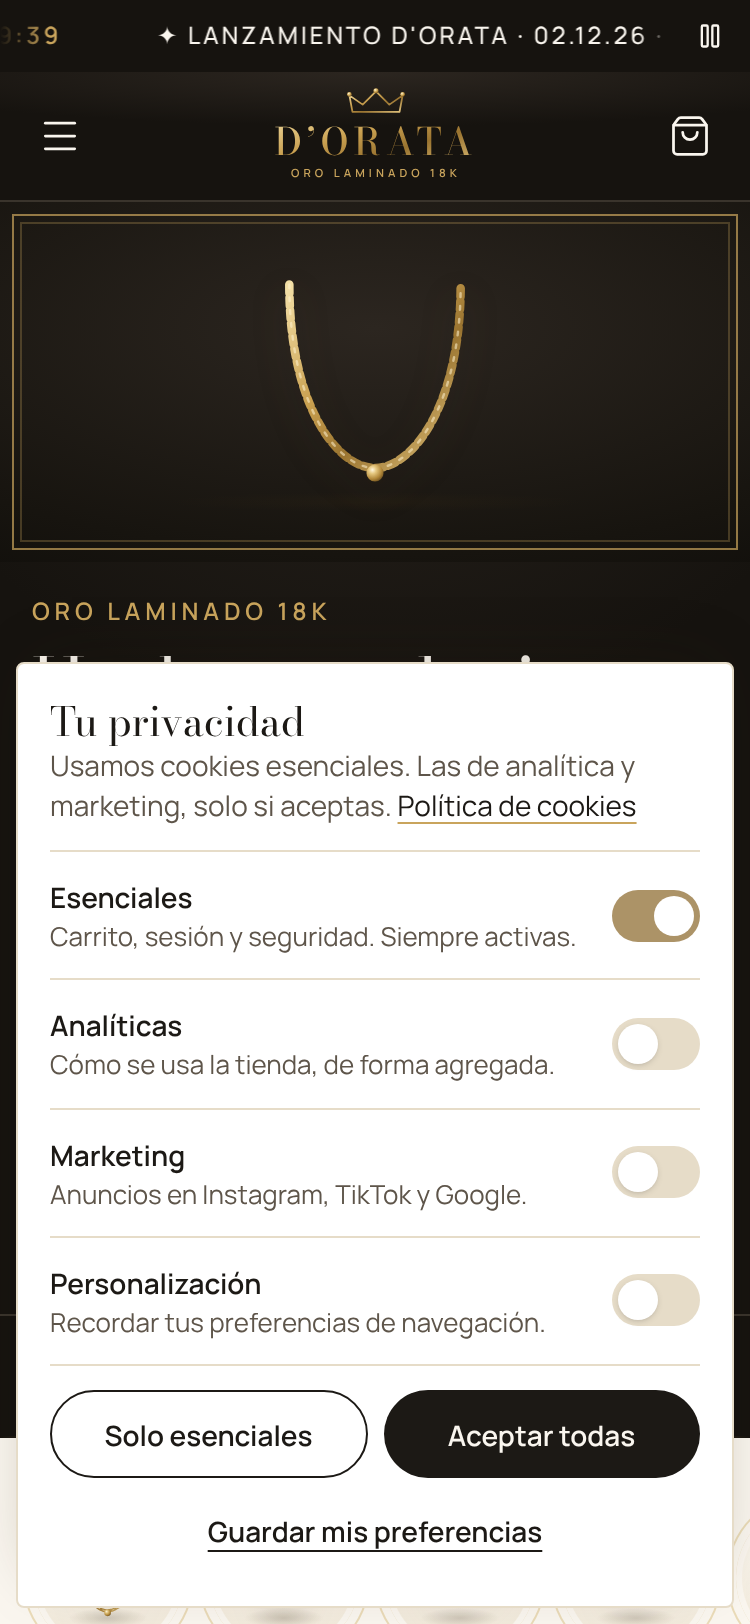 9:39 ✦ LANZAMIENTO D'ORATA · 02.12.26 ·
D’ORATA
ORO LAMINADO 18K
ORO LAMINADO 18K
Tu privacidad
Usamos cookies esenciales. Las de analítica y
marketing, solo si aceptas. Política de cookies
Esenciales
Carrito, sesión y seguridad. Siempre activas.
Analíticas
Cómo se usa la tienda, de forma agregada.
Marketing
Anuncios en Instagram, TikTok y Google.
Personalización
Recordar tus preferencias de navegación.
Solo esenciales
Aceptar todas
Guardar mis preferencias